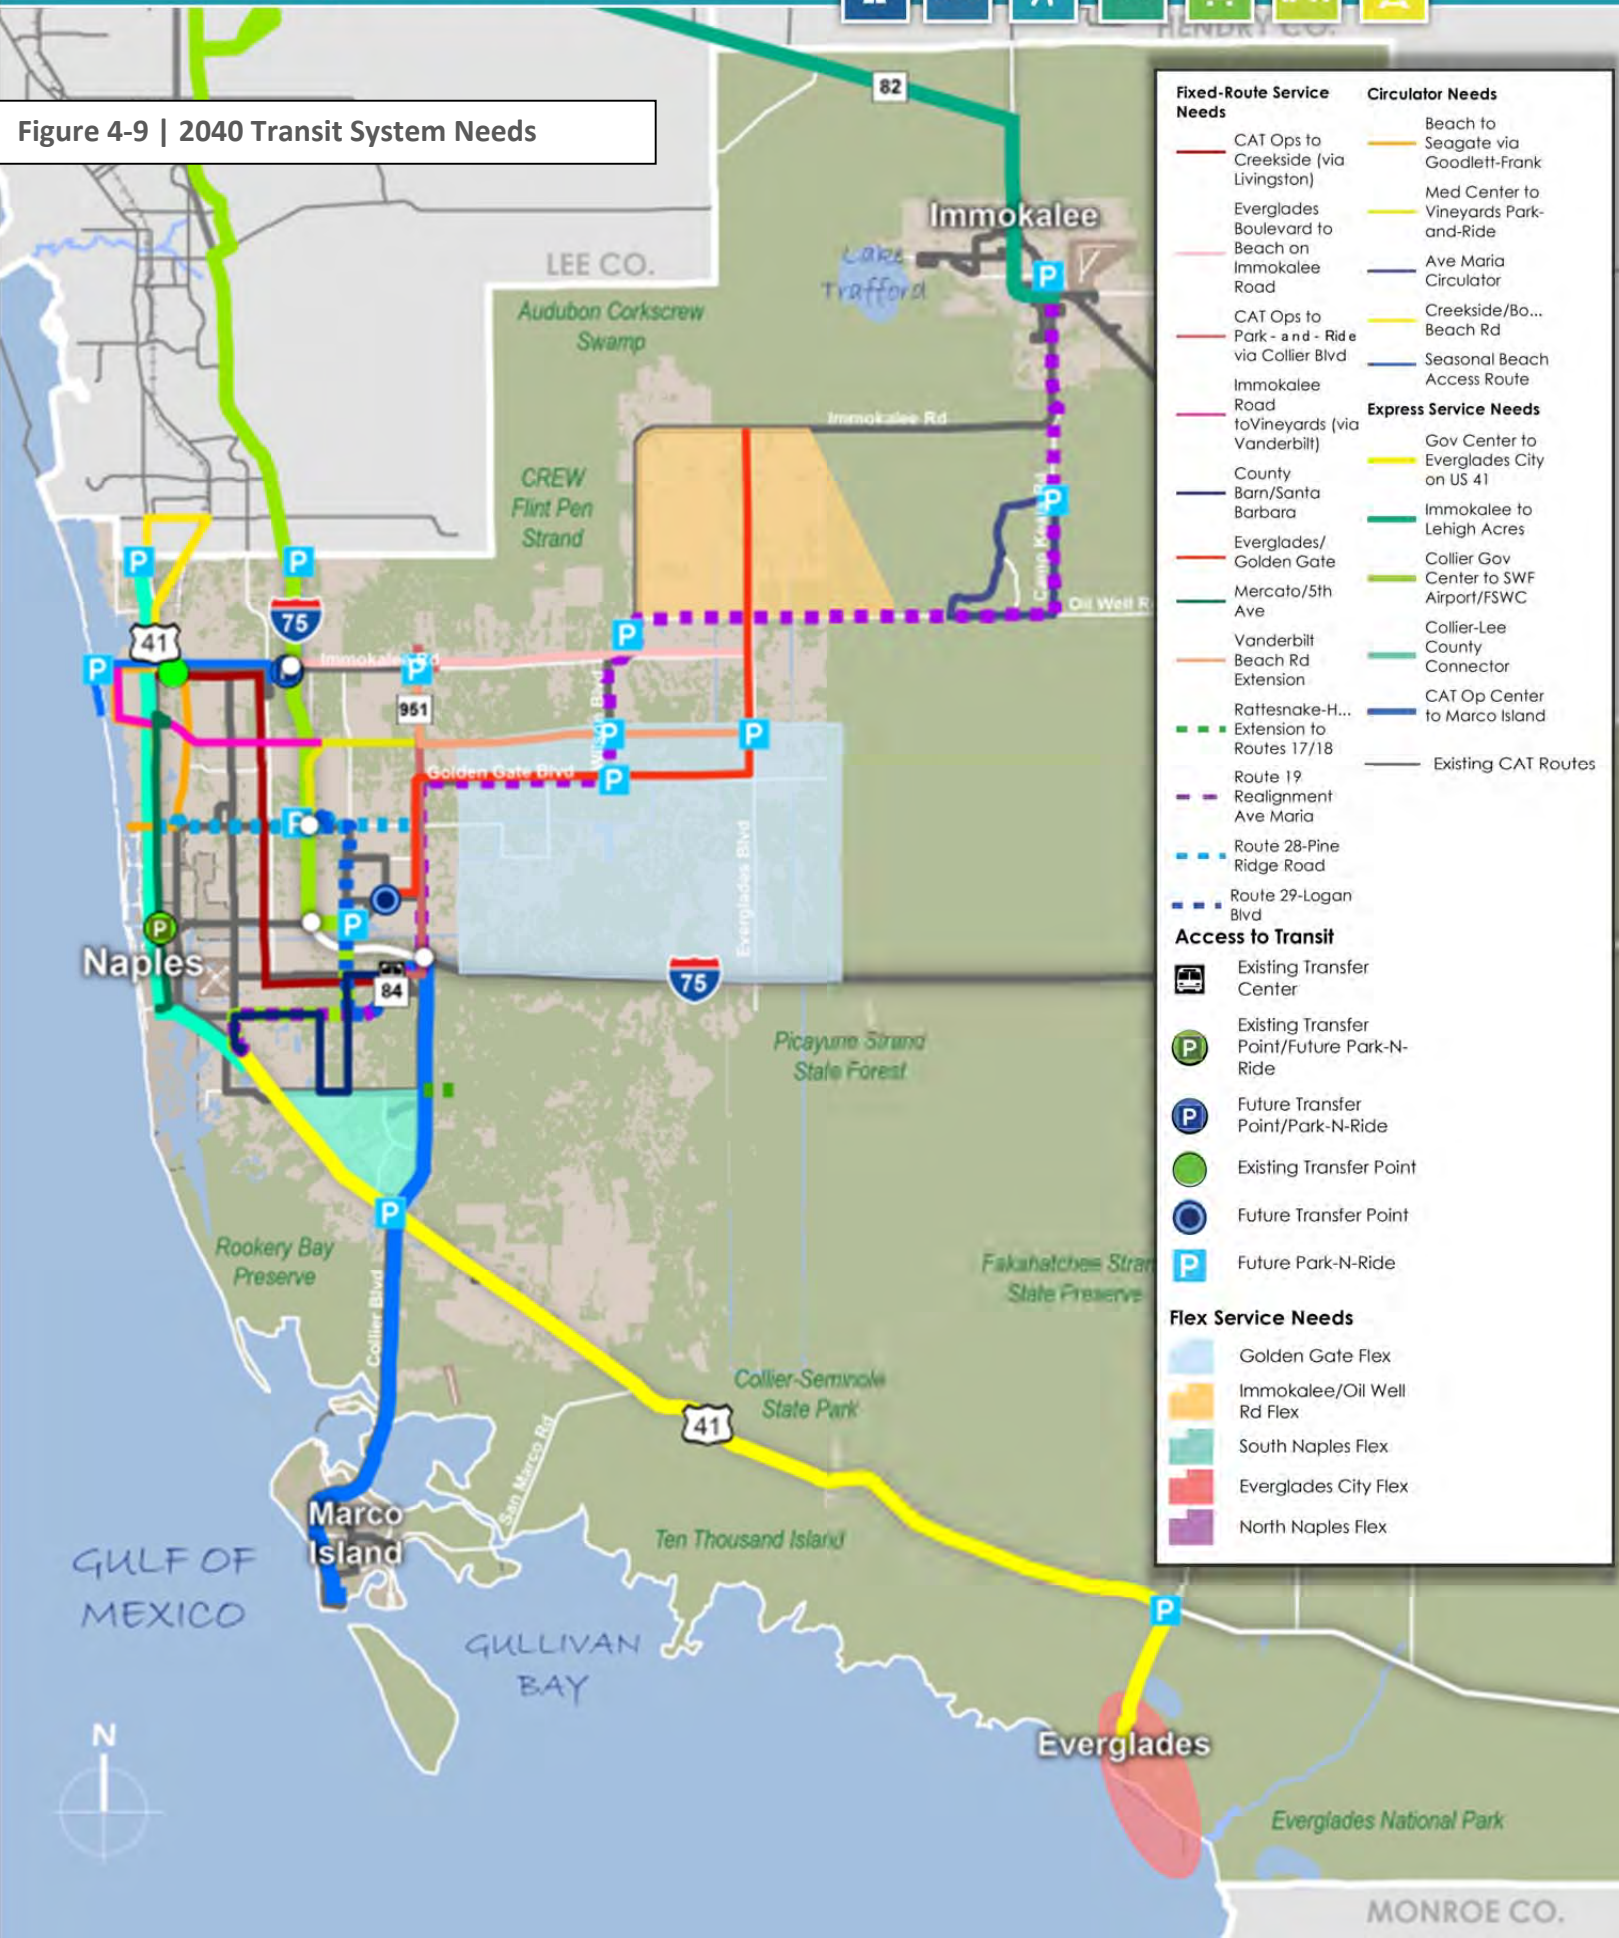 HENDRY CO.
82
Figure 4-9 | 2040 Transit System Needs
Immokalee
Lake
Trafford
LEE CO.
Audubon Corkscrew
Swamp
Immokalee Rd
CREW
Flint Pen
Strand
P
P
P
P
75
41
Oil Well R
P
P
Immokalee Rd
P
P
951
Wilson Blvd
P
P
Golden Gate Blvd
P
P
Everglades Blvd
P
P
Naples
84
75
Picayune Strand
State Forest
P
Rookery Bay
Preserve
Fakahatchee Stran
State Preserve
Collier Blvd
Collier-Seminole
State Park
41
San Marco Rd
Marco
Island
Ten Thousand Island
GULF OF
MEXICO
GULLIVAN
BAY
P
N
Everglades
Everglades National Park
MONROE CO.
Fixed-Route Service
Needs
CAT Ops to
Creekside (via
Livingston)
Everglades
Boulevard to
Beach on
Immokalee
Road
CAT Ops to
Park-and-Ride
via Collier Blvd
Immokalee
Road
toVineyards (via
Vanderbilt)
County
Barn/Santa
Barbara
Everglades/
Golden Gate
Mercato/5th
Ave
Vanderbilt
Beach Rd
Extension
Rattesnake-H...
Extension to
Routes 17/18
Route 19
Realignment
Ave Maria
Route 28-Pine
Ridge Road
Route 29-Logan
Blvd
Circulator Needs
Beach to
Seagate via
Goodlett-Frank
Med Center to
Vineyards Park-
and-Ride
Ave Maria
Circulator
Creekside/Bo...
Beach Rd
Seasonal Beach
Access Route
Express Service Needs
Gov Center to
Everglades City
on US 41
Immokalee to
Lehigh Acres
Collier Gov
Center to SWF
Airport/FSWC
Collier-Lee
County
Connector
CAT Op Center
to Marco Island
Existing CAT Routes
Access to Transit
Existing Transfer
Center
P
Existing Transfer
Point/Future Park-N-
Ride
P
Future Transfer
Point/Park-N-Ride
Existing Transfer Point
Future Transfer Point
P
Future Park-N-Ride
Flex Service Needs
Golden Gate Flex
Immokalee/Oil Well
Rd Flex
South Naples Flex
Everglades City Flex
North Naples Flex